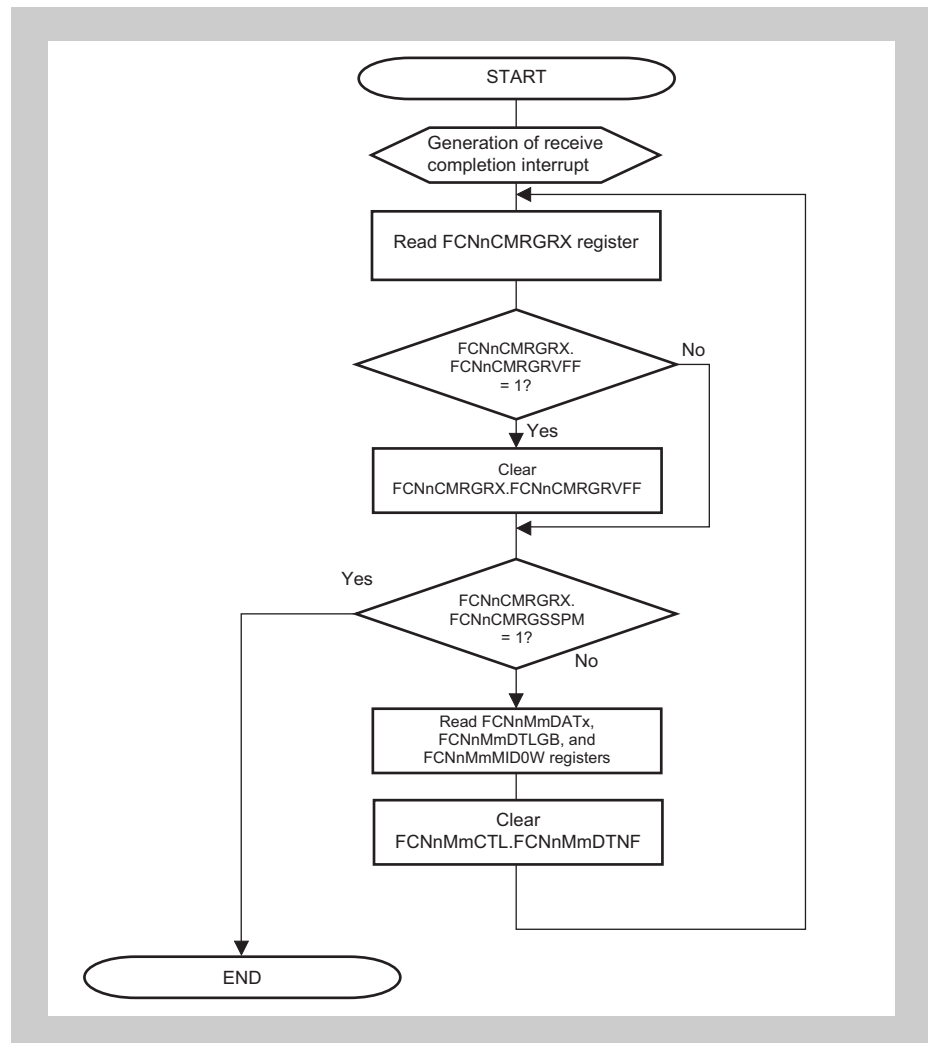 START
Generation of receive
completion interrupt
Read FCNnCMRGRX register
FCNnCMRGRX.
FCNnCMRGRVFF
= 1?
No
Yes
Clear
FCNnCMRGRX.FCNnCMRGRVFF
Yes
FCNnCMRGRX.
FCNnCMRGSSPM
= 1?
No
Read FCNnMmDATx,
FCNnMmDTLGB, and
FCNnMmMID0W registers
Clear
FCNnMmCTL.FCNnMmDTNF
END